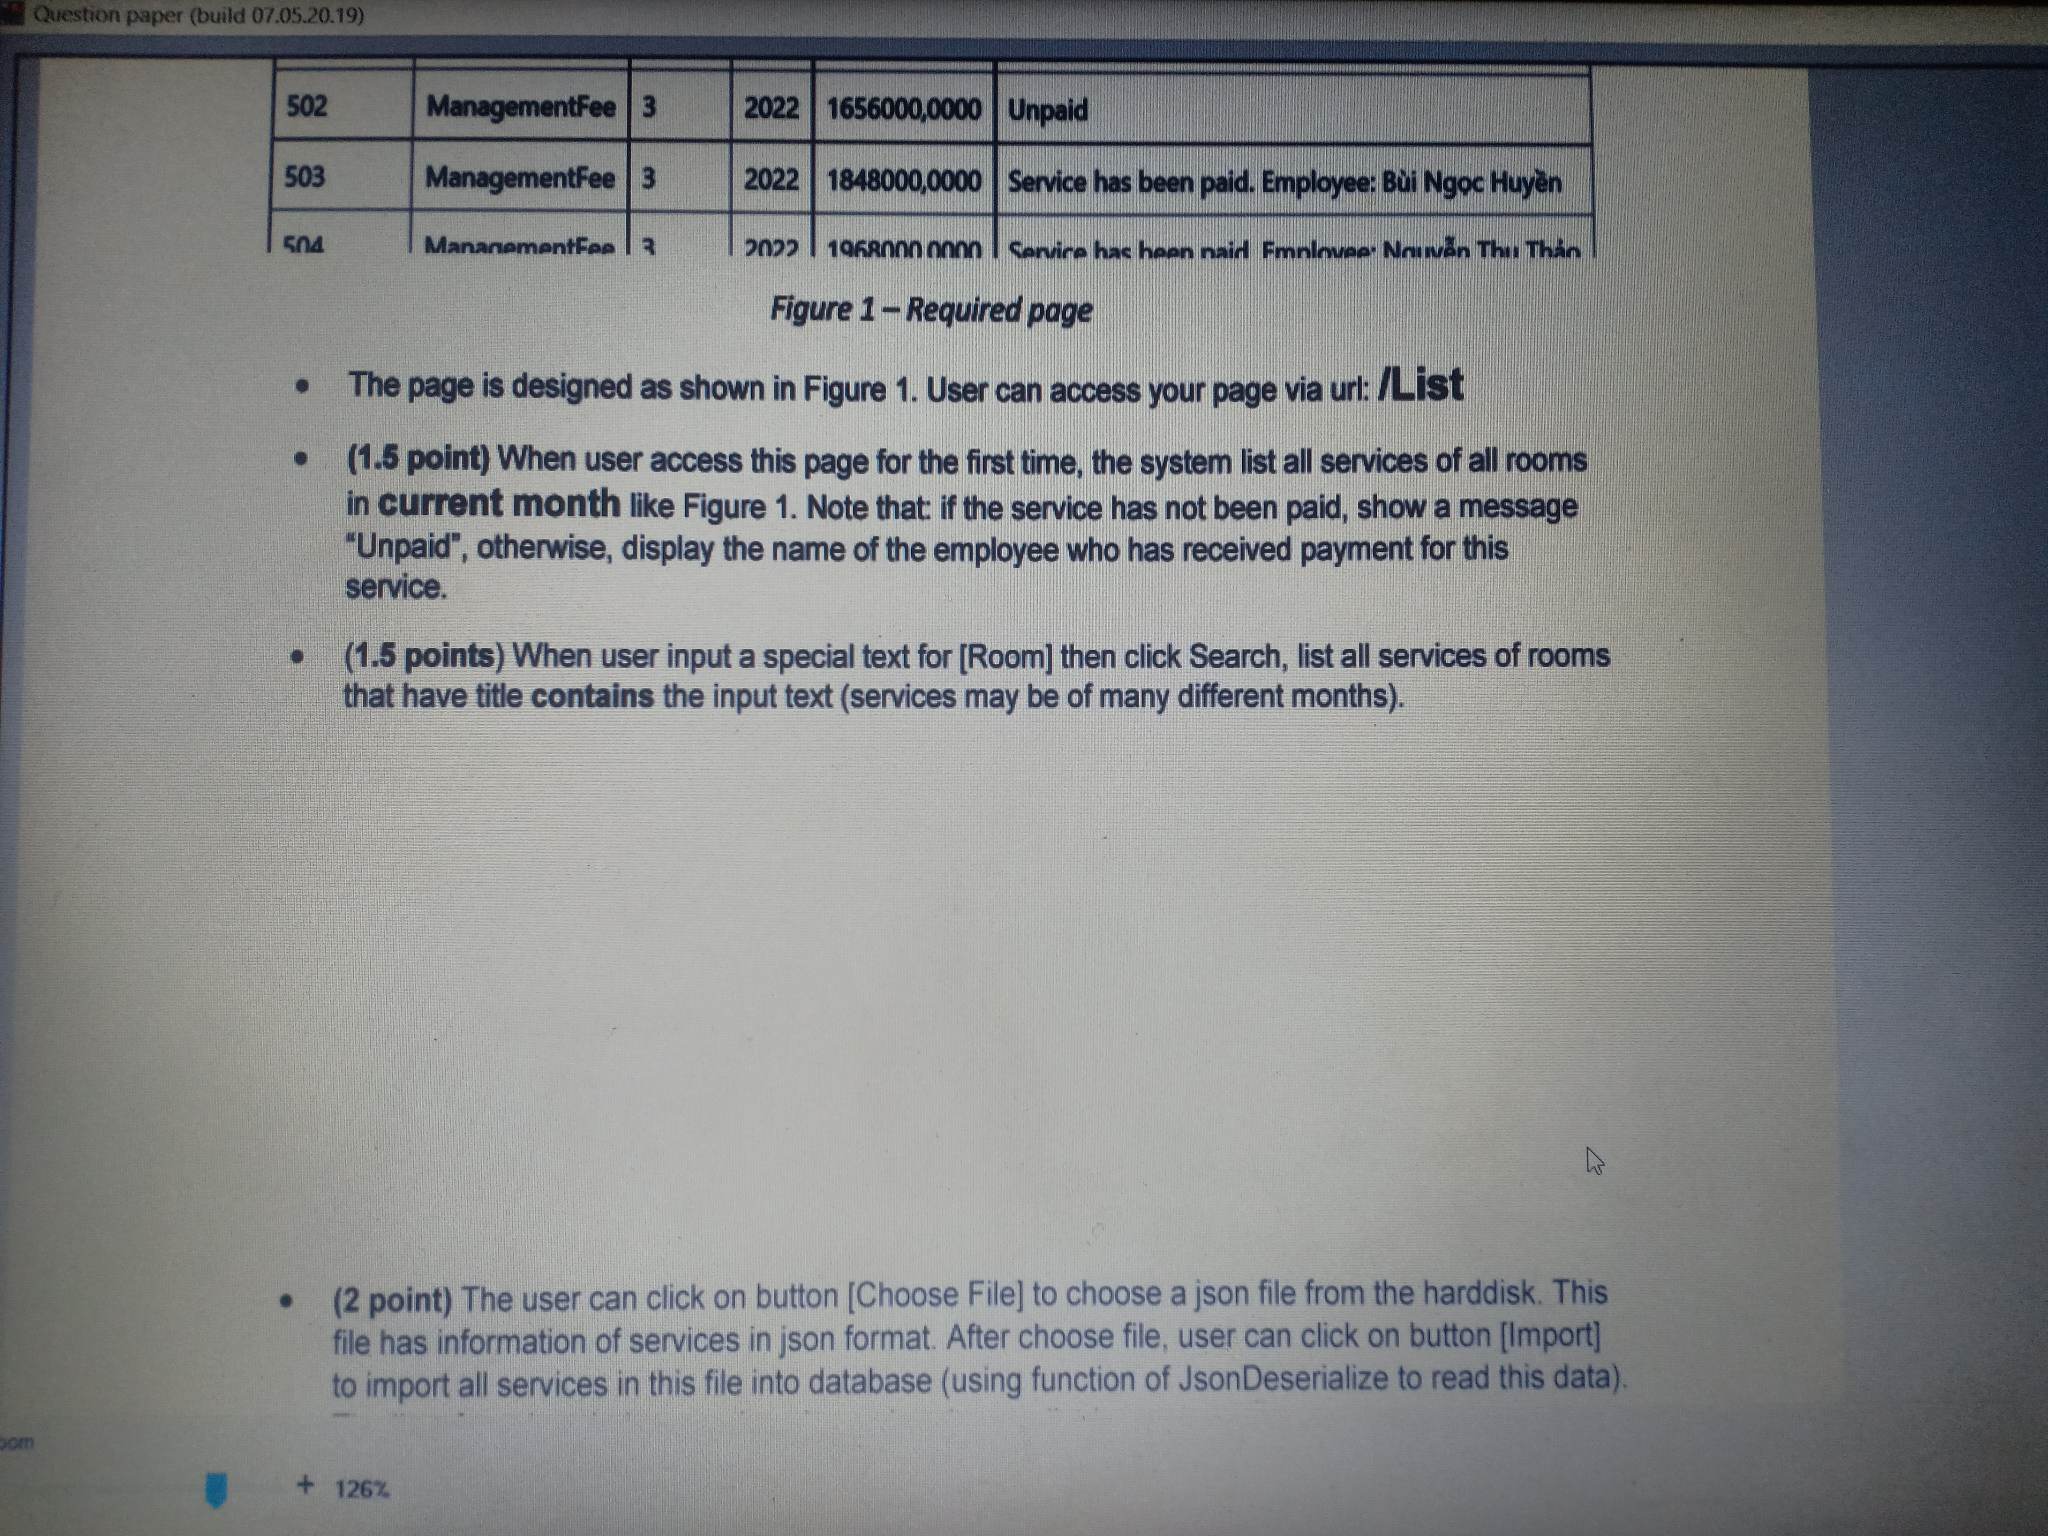 Question paper (build 07.05.20.19)
502 ManagementFee 3 2022 1656000,0000 Unpaid
503 ManagementFee 3 2022 1848000,0000 Service has been paid. Employee: Bùi Ngọc Huyền
504 ManagementFee 3 2022 1968000,0000 Service has been paid. Employee: Nguyễn Thu
Figure 1 – Required page
• The page is designed as shown in Figure 1. User can access your page via url: /List
• (1.5 point) When user access this page for the first time, the system list all services of all rooms
in current month like Figure 1. Note that: if the service has not been paid, show a message
“Unpaid”, otherwise, display the name of the employee who has received payment for this
service.
• (1.5 points) When user input a special text for [Room] then click Search, list all services of rooms
that have title contains the input text (services may be of many different months).
• (2 point) The user can click on button [Choose File] to choose a json file from the harddisk. This
file has information of services in json format. After choose file, user can click on button [Import]
to import all services in this file into database (using function of JsonDeserialize to read this data).
+ 126%